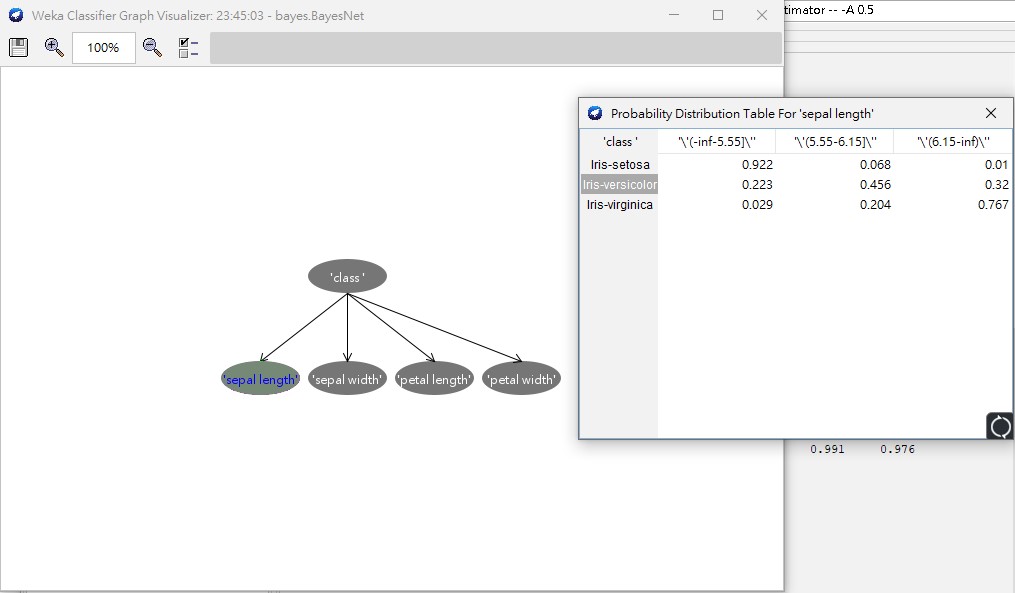 Weka Classifier Graph Visualizer: 23:45:03 - bayes.BayesNet
timator -- -A 0.5
100%
Probability Distribution Table For 'sepal length'
'class ' '\'(-inf-5.55]\'' '\'(5.55-6.15]\'' '\'(6.15-inf)\''
Iris-setosa 0.922 0.068 0.01
Iris-versicolor 0.223 0.456 0.32
Iris-virginica 0.029 0.204 0.767
'class '
'sepal length' 'sepal width' 'petal length' 'petal width'
0.991 0.976